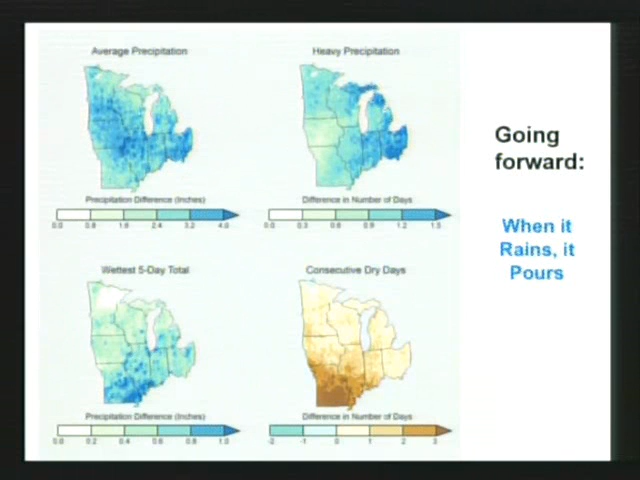 Average Precipitation
Heavy Precipitation
Precipitation Difference (Inches)
0.0 0.8 1.6 2.4 3.2 4.0
Difference in Number of Days
0.0 0.3 0.6 0.9 1.2 1.5
Going
forward:
When it
Rains, it
Pours
Wettest 5-Day Total
Consecutive Dry Days
Precipitation Difference (Inches)
0.0 0.2 0.4 0.6 0.8 1.0
Difference in Number of Days
-2 -1 0 1 2 3